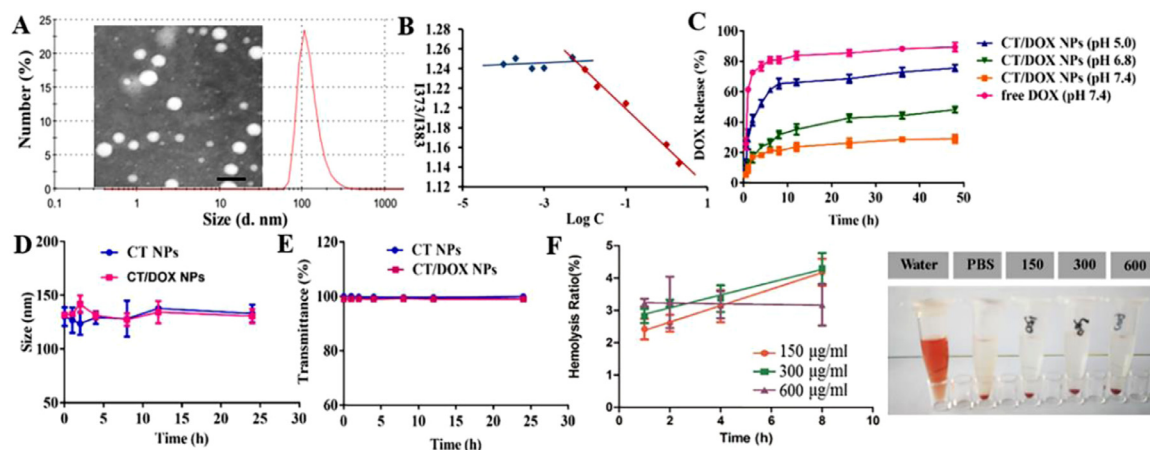 A
Number (%)
25
20
15
10
5
0
0.1
1
10
100
1000
Size (d. nm)
B
I373/I383
1.28
1.26
1.24
1.22
1.20
1.18
1.16
1.14
1.12
-5
-3
-1
1
Log C
C
DOX Release (%)
100
80
60
40
20
0
0
10
20
30
40
50
Time (h)
CT/DOX NPs (pH 5.0)
CT/DOX NPs (pH 6.8)
CT/DOX NPs (pH 7.4)
free DOX (pH 7.4)
D
Size (nm)
200
150
100
50
0
5
10
15
20
25
30
Time (h)
CT NPs
CT/DOX NPs
E
Transmittance (%)
120
100
80
60
0
5
10
15
20
25
30
Time (h)
CT NPs
CT/DOX NPs
F
Hemolysis Ratio(%)
5
4
3
2
1
0
0
2
4
6
8
10
Time (h)
150 μg/ml
300 μg/ml
600 μg/ml
Water
PBS
150
300
600